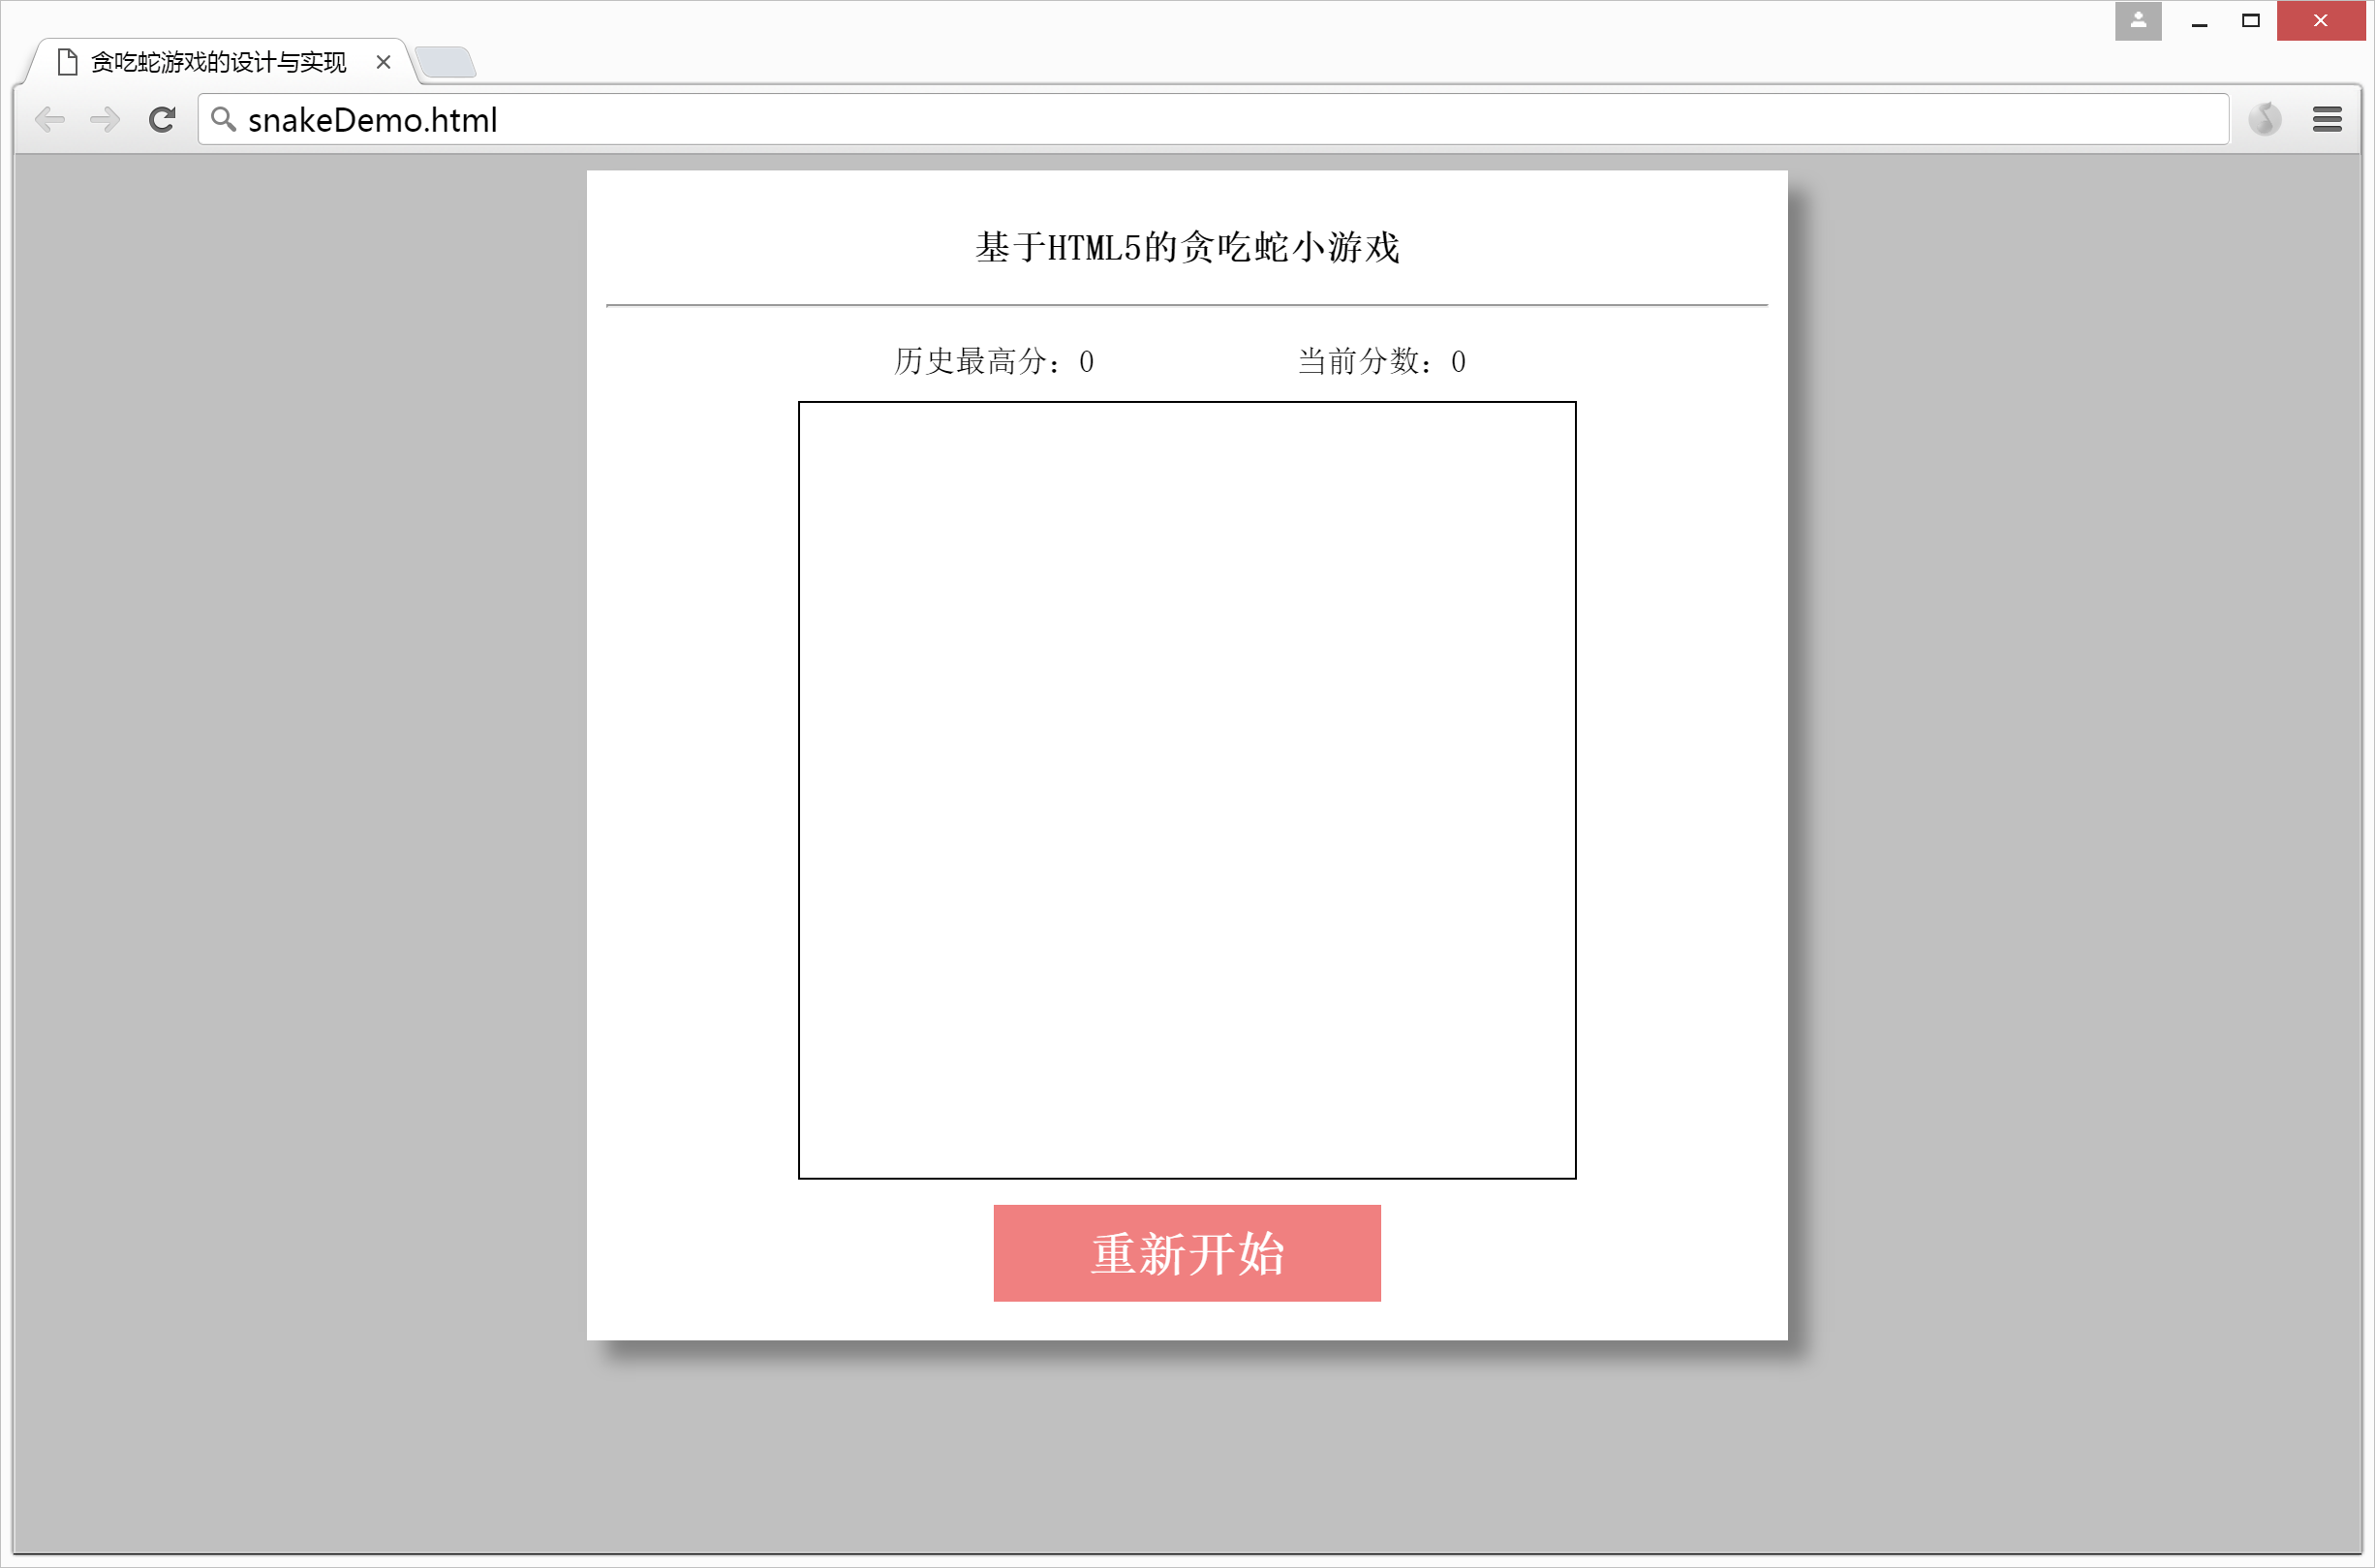 贪吃蛇游戏的设计与实现
snakeDemo.html
基于HTML5的贪吃蛇小游戏
历史最高分：0 当前分数：0
重新开始